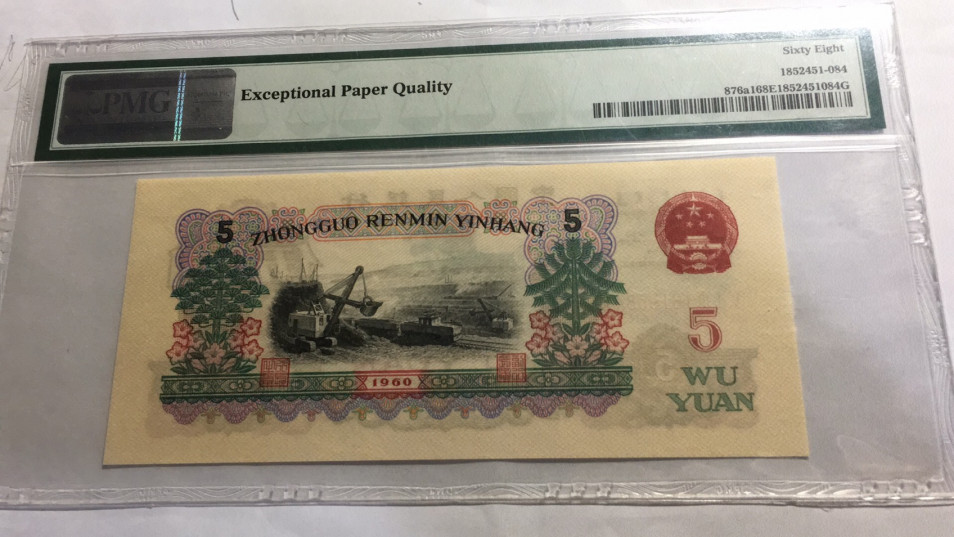 PMG
Exceptional Paper Quality
Sixty Eight
1852451-084
876a168E1852451084G
5 ZHONGGUO RENMIN YINHANG 5
5
1960
WU
YUAN